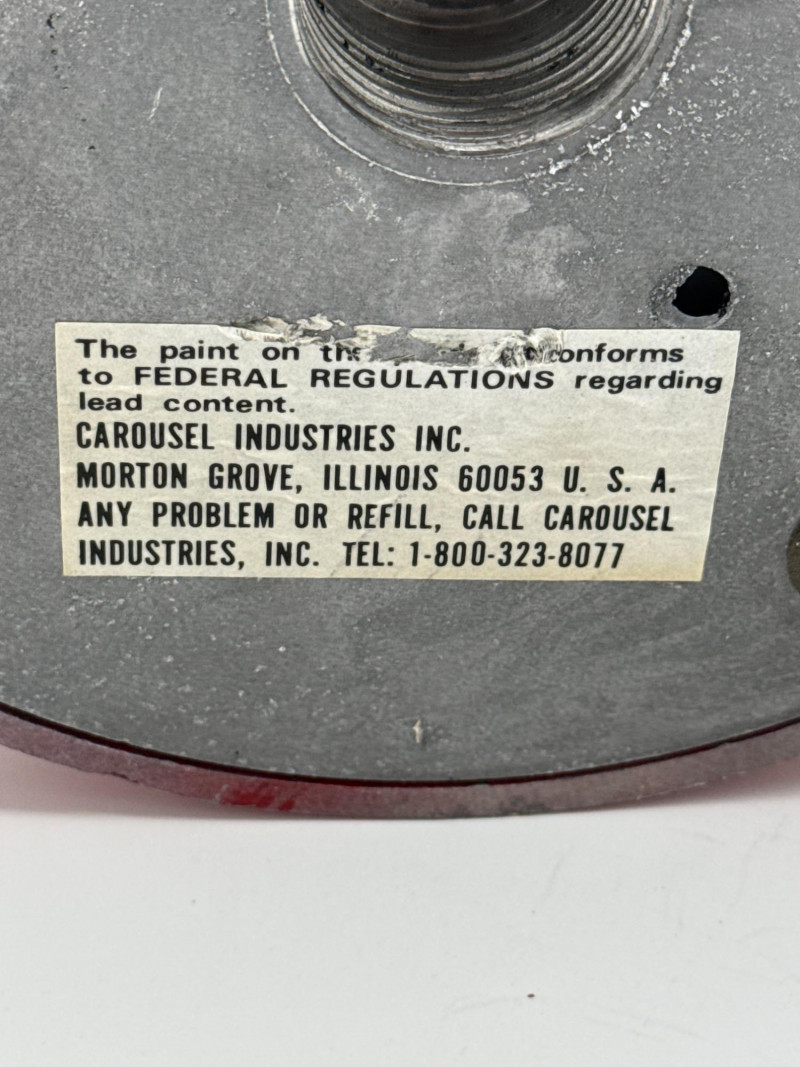 The paint on the conforms
to FEDERAL REGULATIONS regarding
lead content.
CAROUSEL INDUSTRIES INC.
MORTON GROVE, ILLINOIS 60053 U. S. A.
ANY PROBLEM OR REFILL, CALL CAROUSEL
INDUSTRIES, INC. TEL: 1-800-323-8077